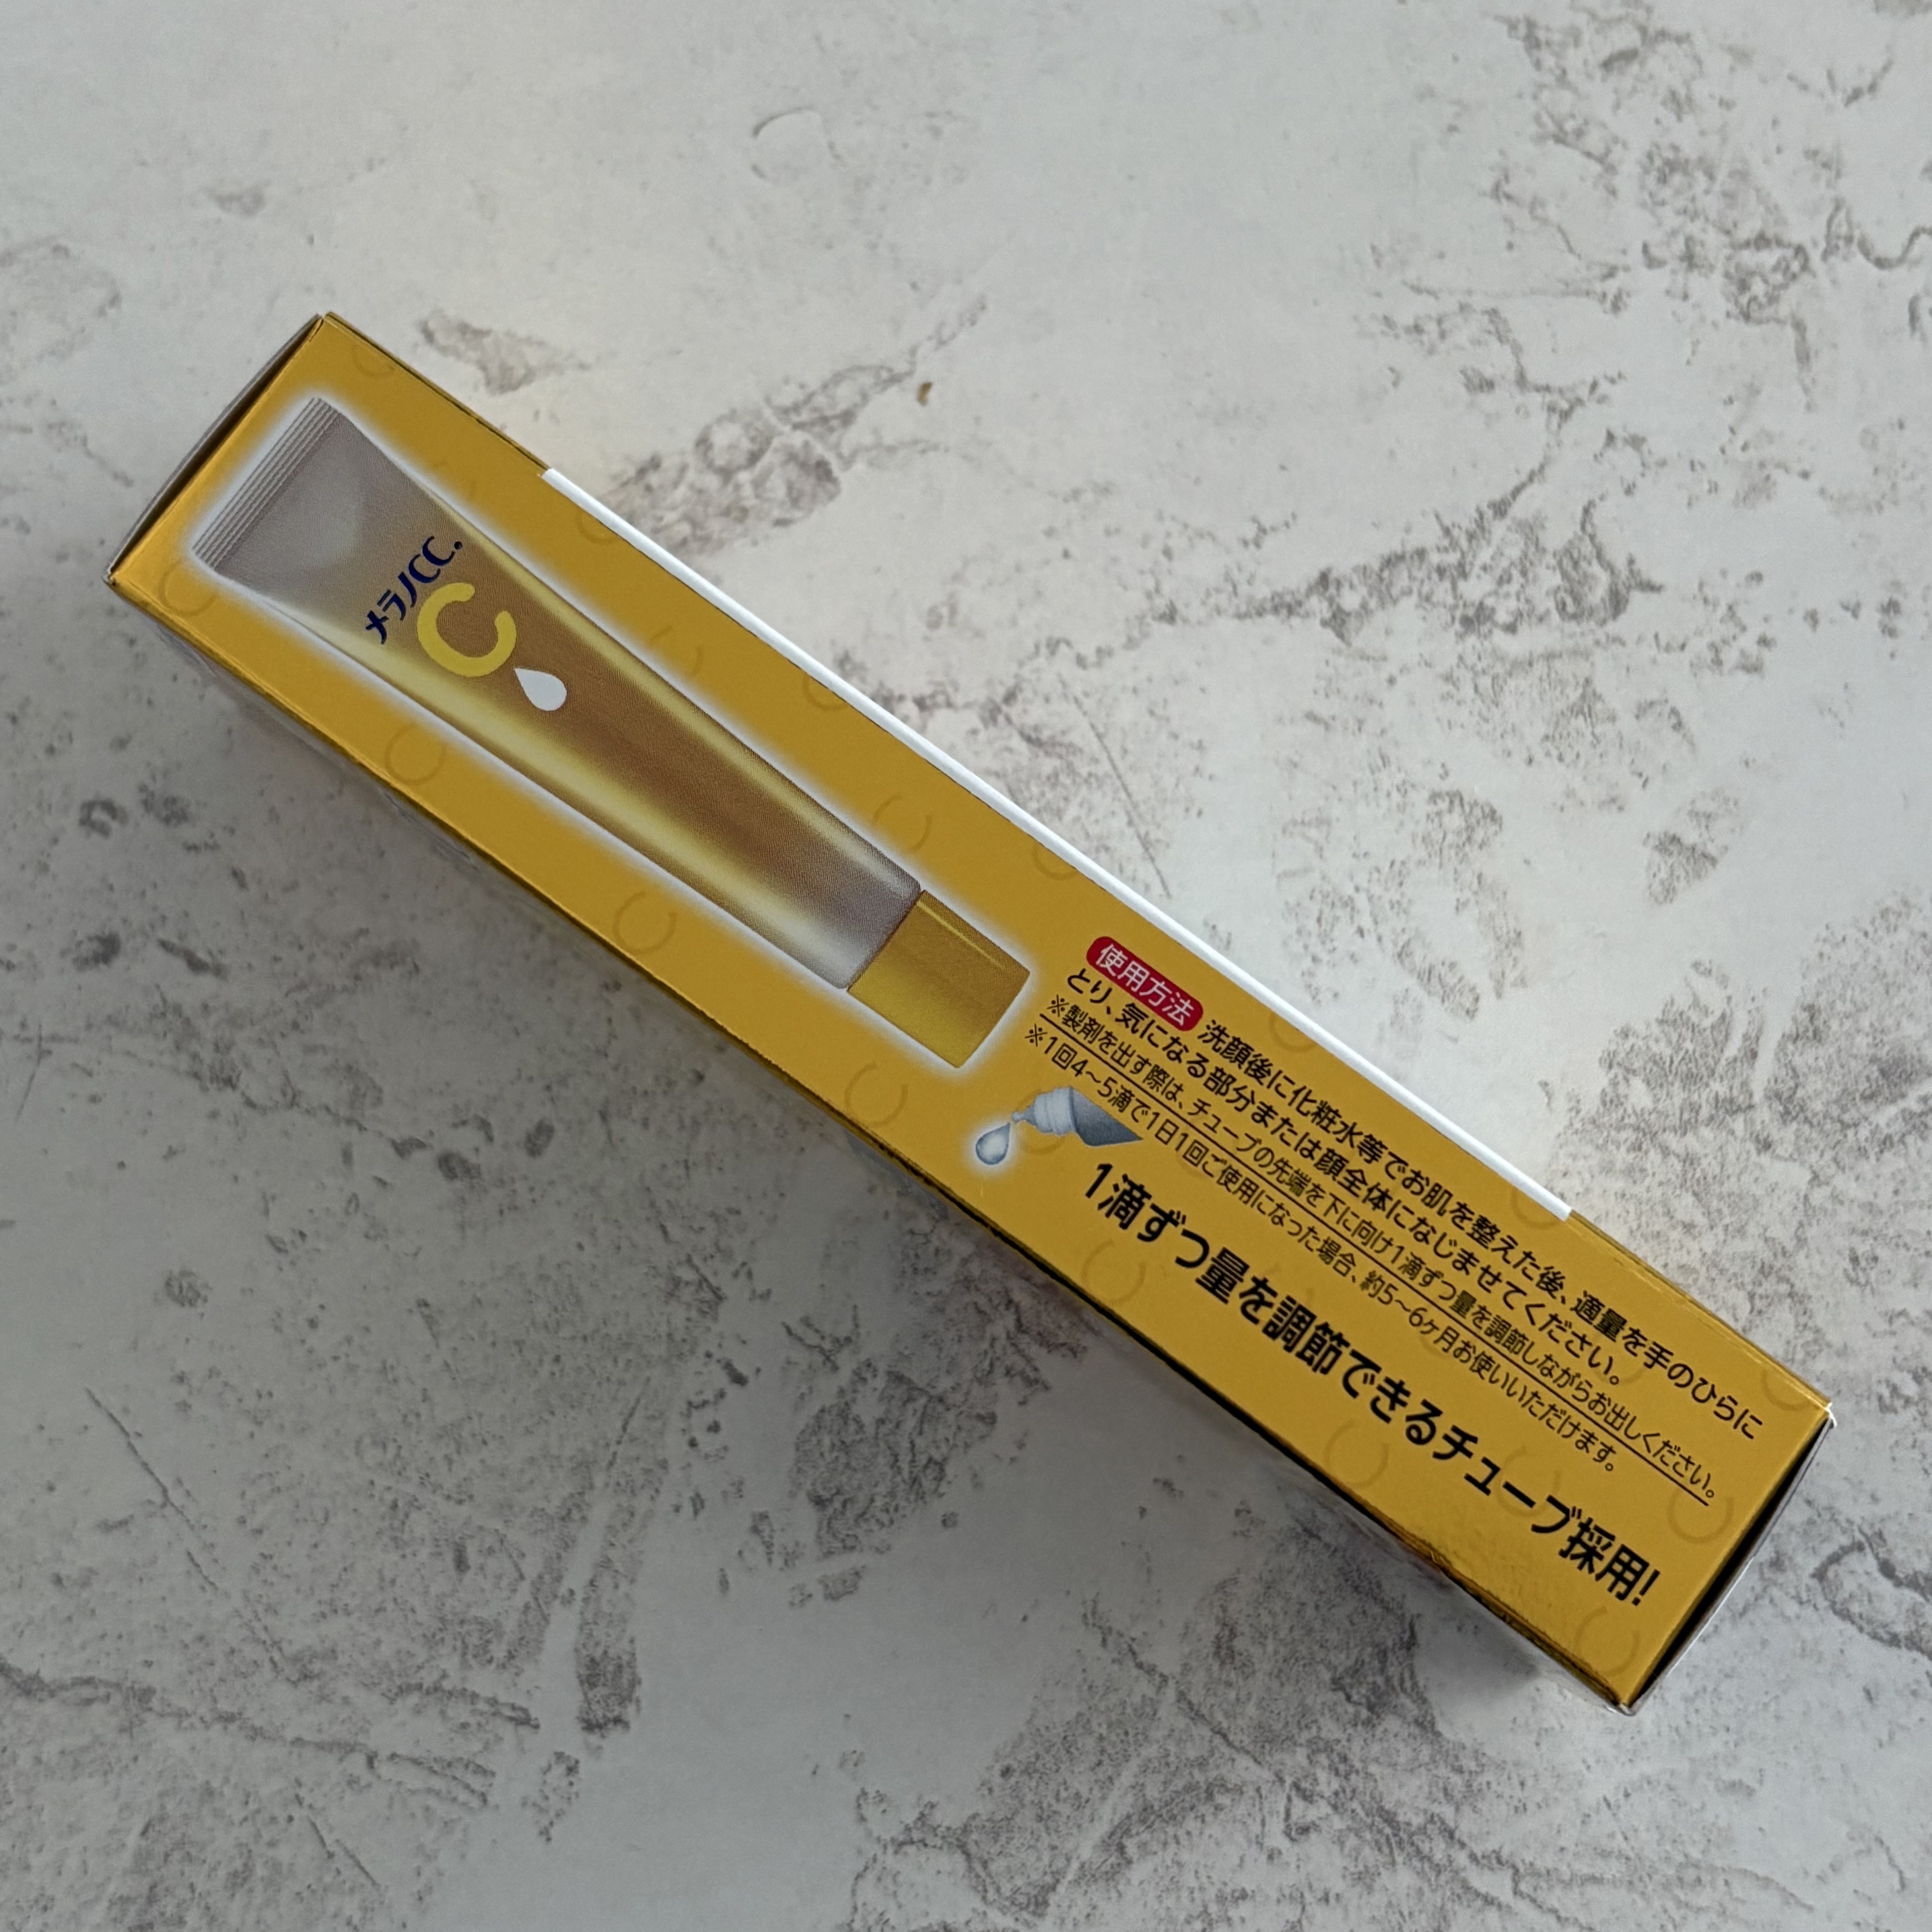 メラノCC.
C
使用方法 洗顔後に化粧水等でお肌を整えた後、適量を手のひらに
とり、気になる部分または顔全体になじませてください。
※製剤を出す際は、チューブの先端を下に向け1滴ずつ量を調節しながらお出しください。
※1回4～5滴で1日1回ご使用になった場合、約5～6ケ月お使いいただけます。
1滴ずつ量を調節できるチューブ採用!